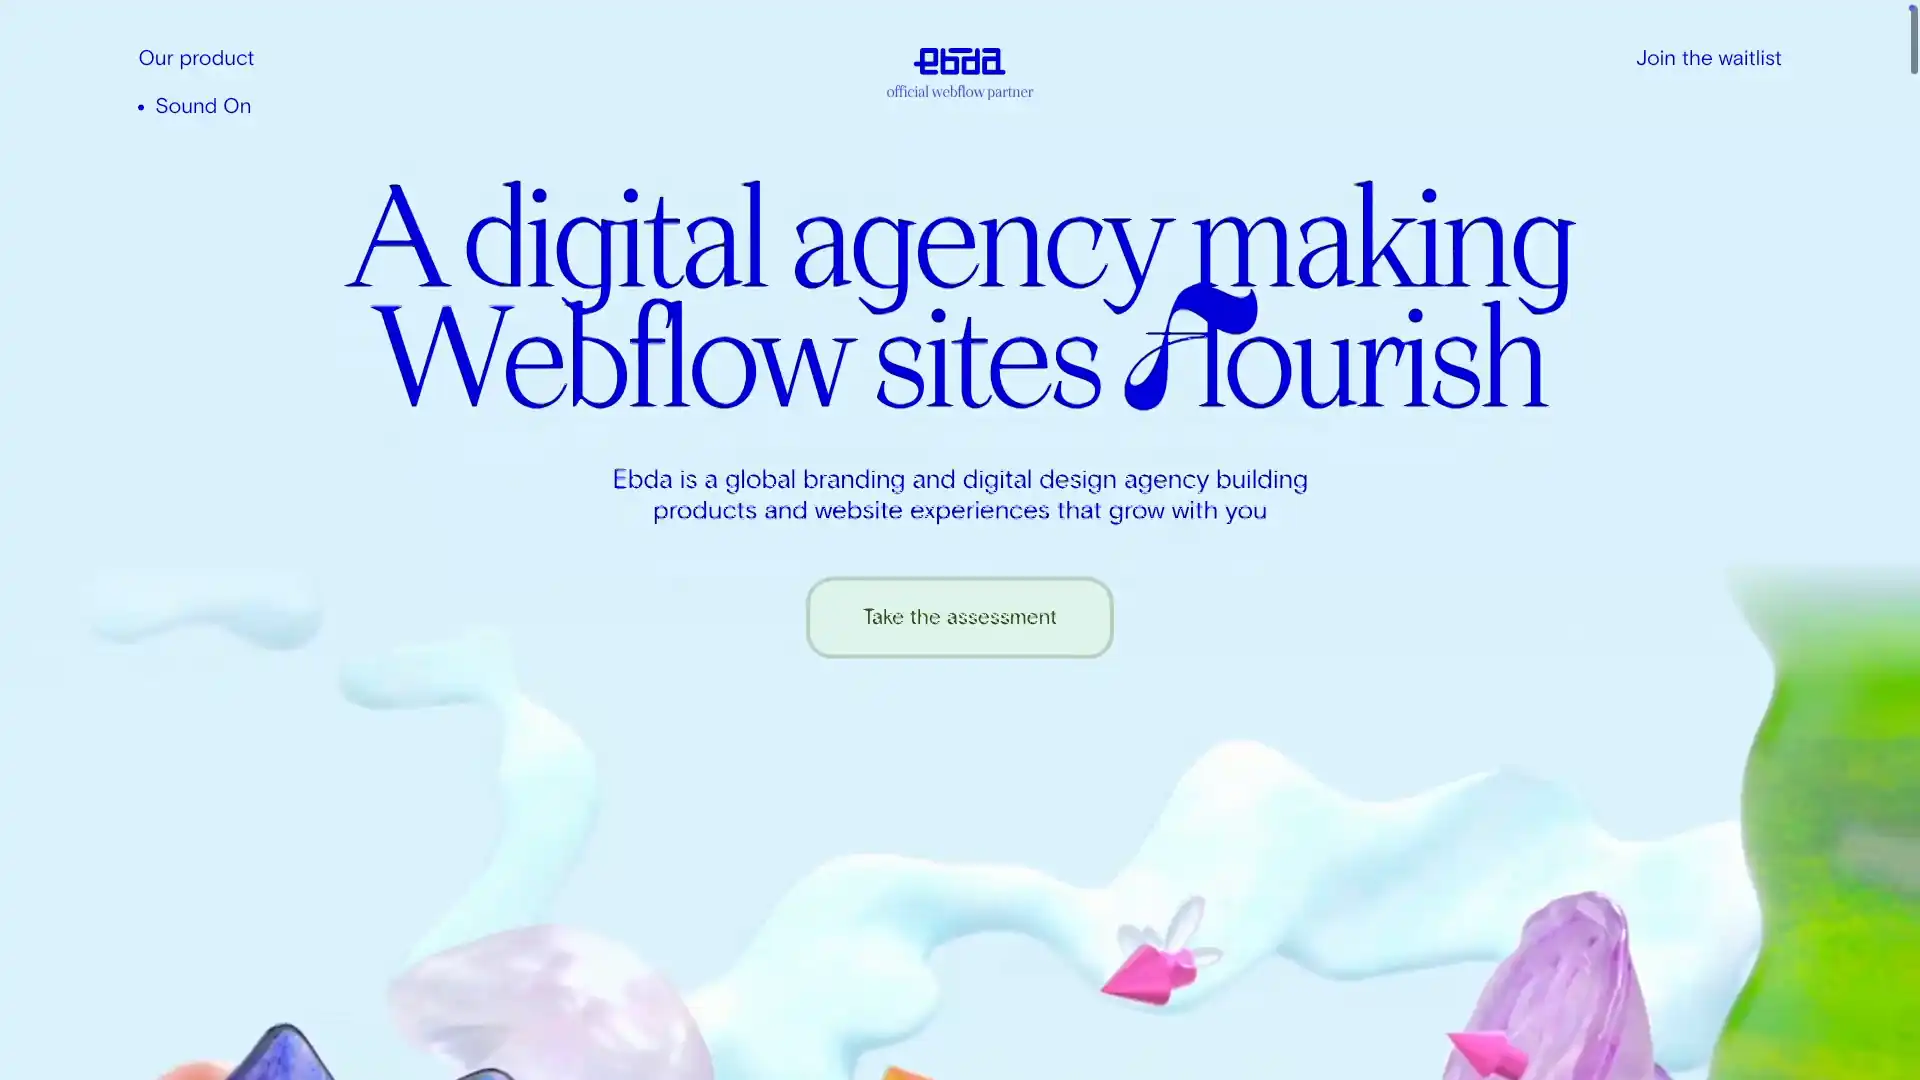 Our product
ebda
official webflow partner
Join the waitlist
Sound On
A digital agency making
Webflow sites flourish
Ebda is a global branding and digital design agency building
products and website experiences that grow with you
Take the assessment